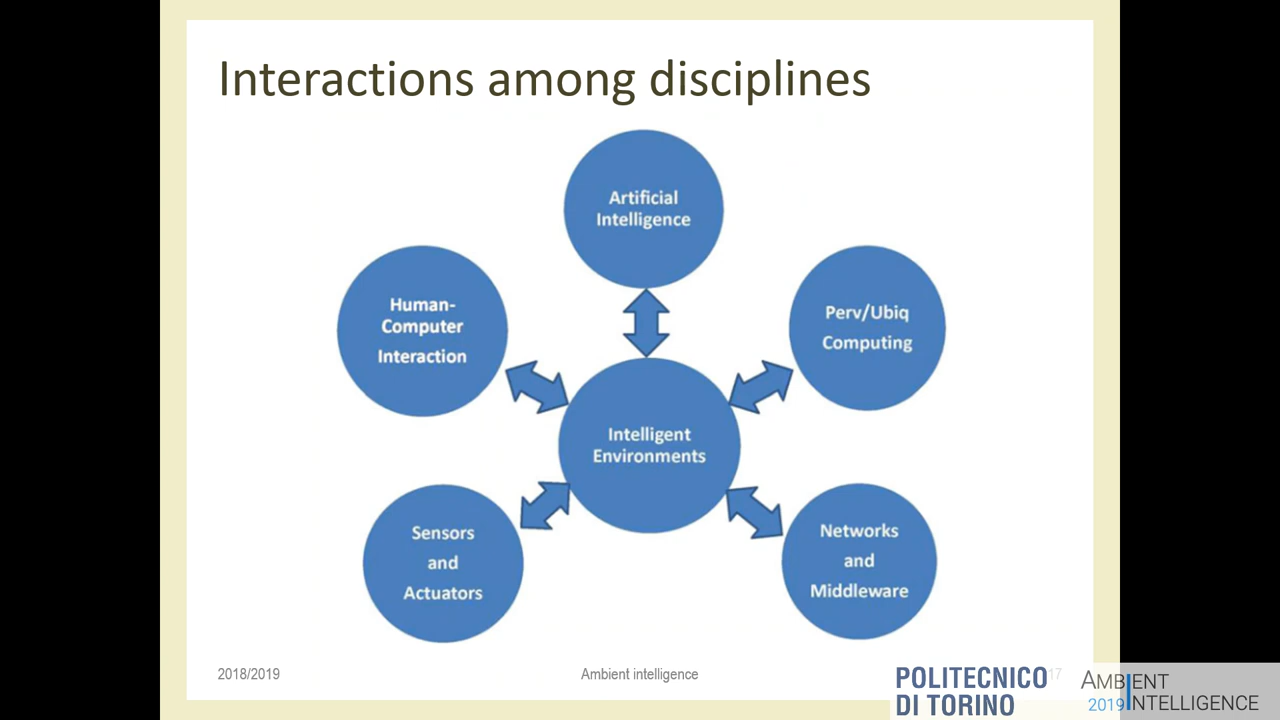 Interactions among disciplines
Artificial
Intelligence
Human-
Computer
Interaction
Perv/Ubiq
Computing
Intelligent
Environments
Sensors
and
Actuators
Networks
and
Middleware
2018/2019
Ambient intelligence
17
POLITECNICO
DI TORINO
AMBIENT
2019 INTELLIGENCE